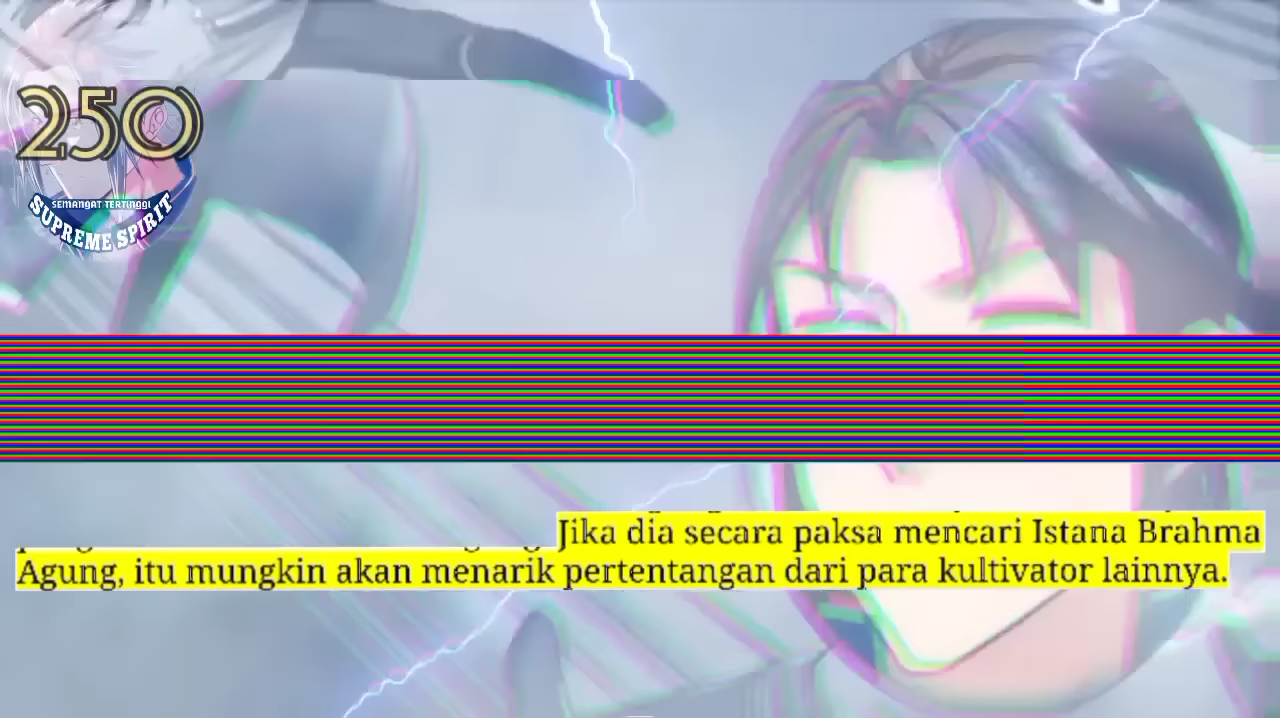 250
SEMANGAT TERTINGGI
SUPREME SPIRIT
Jika dia secara paksa mencari Istana Brahma
Agung, itu mungkin akan menarik pertentangan dari para kultivator lainnya.